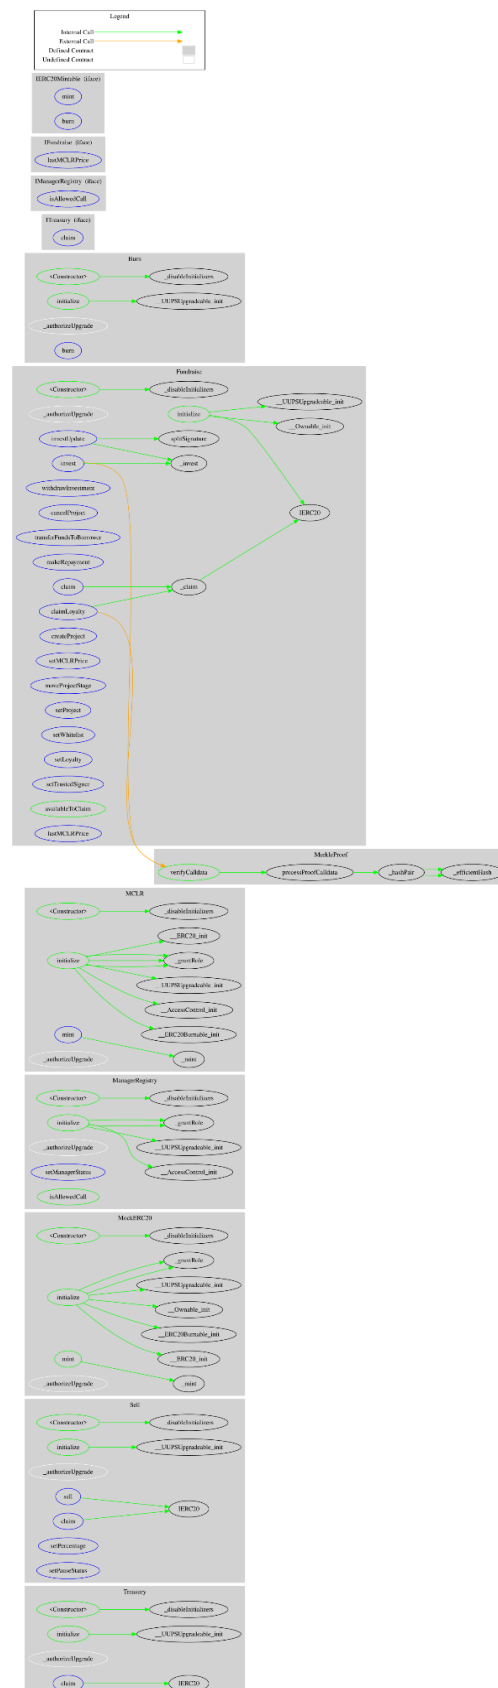 Legend
Internal Call
External Call
Defined Contract
Undefined Contract
IERC20Mintable (iface)
mint
burn
IFundraise (iface)
lastMCLRPrice
IManagerRegistry (iface)
isAllowedCall
ITreasury (iface)
claim
Burn
<Constructor>
_disableInitializers
initialize
__UUPSUpgradeable_init
_authorizeUpgrade
burn
Fundraise
<Constructor>
_disableInitializers
_authorizeUpgrade
initialize
__UUPSUpgradeable_init
__Ownable_init
investUpdate
splitSignature
invest
_invest
withdrawInvestment
cancelProject
IERC20
transferFundsToBorrower
makeRepayment
claim
_claim
claimLoyalty
createProject
setMCLRPrice
moveProjectStage
setProject
setWhitelist
setLoyalty
setTrustedSigner
availableToClaim
lastMCLRPrice
MerkleProof
verifyCalldata
processProofCalldata
_hashPair
_efficientHash
MCLR
<Constructor>
_disableInitializers
__ERC20_init
initialize
_grantRole
__UUPSUpgradeable_init
__AccessControl_init
mint
__ERC20Burnable_init
_authorizeUpgrade
_mint
ManagerRegistry
<Constructor>
_disableInitializers
initialize
_grantRole
_authorizeUpgrade
__UUPSUpgradeable_init
setManagerStatus
__AccessControl_init
isAllowedCall
MockERC20
<Constructor>
_disableInitializers
_grantRole
__UUPSUpgradeable_init
initialize
__Ownable_init
__ERC20Burnable_init
mint
__ERC20_init
_authorizeUpgrade
_mint
Sell
<Constructor>
_disableInitializers
initialize
__UUPSUpgradeable_init
_authorizeUpgrade
sell
IERC20
claim
setPercentage
setPauseStatus
Treasury
<Constructor>
_disableInitializers
initialize
__UUPSUpgradeable_init
_authorizeUpgrade
claim
IERC20